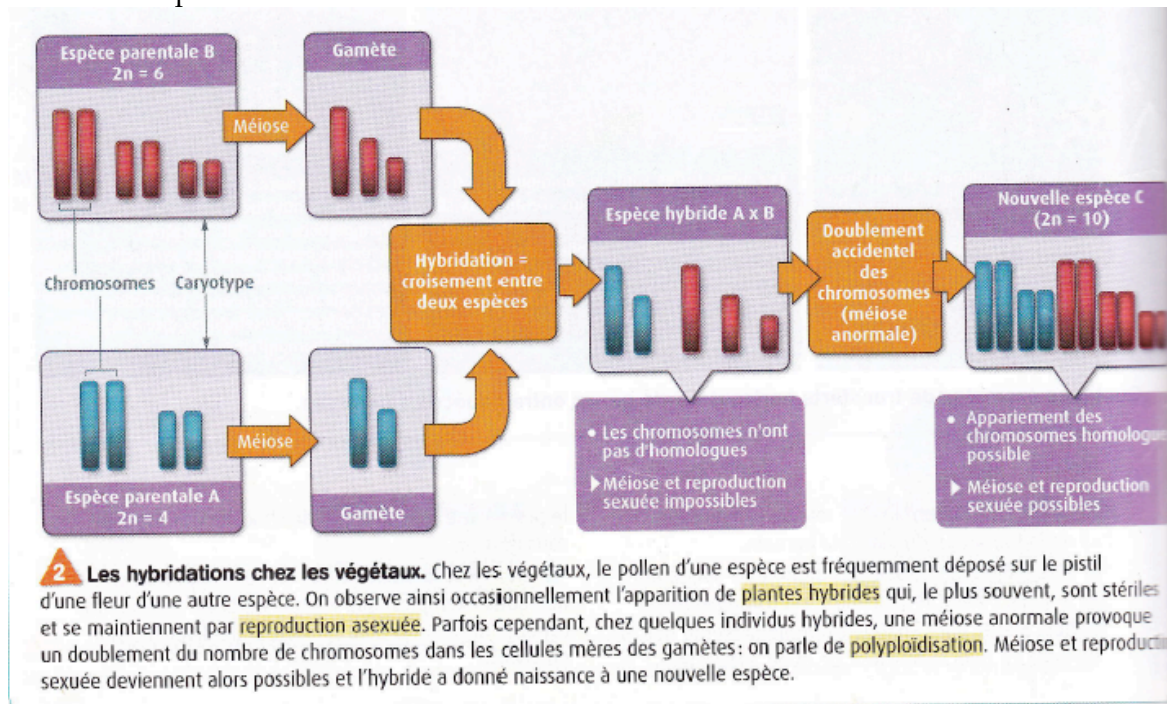 Espèce parentale B
2n = 6
Gamète
Méiose
Chromosomes
Caryotype
Hybridation =
croisement entre
deux espèces
Espèce hybride A x B
Doublement
accidentel
des
chromosomes
(méiose
anormale)
Nouvelle espèce C
(2n = 10)
Méiose
Espèce parentale A
2n = 4
Gamète
• Les chromosomes n'ont
pas d'homologues
▶ Méiose et reproduction
sexuée impossibles
• Appariement des
chromosomes homologu
possible
▶ Méiose et reproduction
sexuée possibles
2 Les hybridations chez les végétaux. Chez les végétaux, le pollen d'une espèce est fréquemment déposé sur le pistil
d'une fleur d'une autre espèce. On observe ainsi occasionnellement l'apparition de plantes hybrides qui, le plus souvent, sont stériles
et se maintiennent par reproduction asexuée. Parfois cependant, chez quelques individus hybrides, une méiose anormale provoque
un doublement du nombre de chromosomes dans les cellules mères des gamètes : on parle de polyploïdisation. Méiose et reproducti
sexuée deviennent alors possibles et l'hybride a donné naissance à une nouvelle espèce.